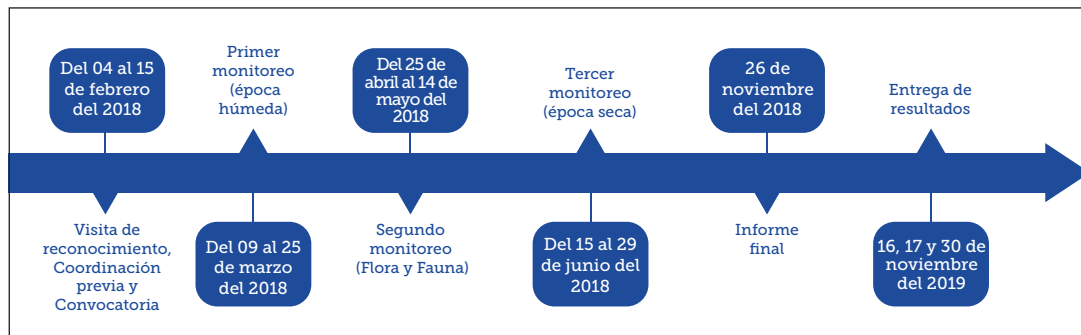 Del 04 al 15
de febrero
del 2018
Visita de
reconocimiento,
Coordinación
previa y
Convocatoria
Primer
monitoreo
(época
húmeda)
Del 09 al 25
de marzo
del 2018
Del 25 de
abril al 14 de
mayo del
2018
Segundo
monitoreo
(Flora y Fauna)
Tercer
monitoreo
(época seca)
Del 15 al 29
de junio del
2018
26 de
noviembre
del 2018
Informe
final
Entrega de
resultados
16, 17 y 30 de
noviembre
del 2019